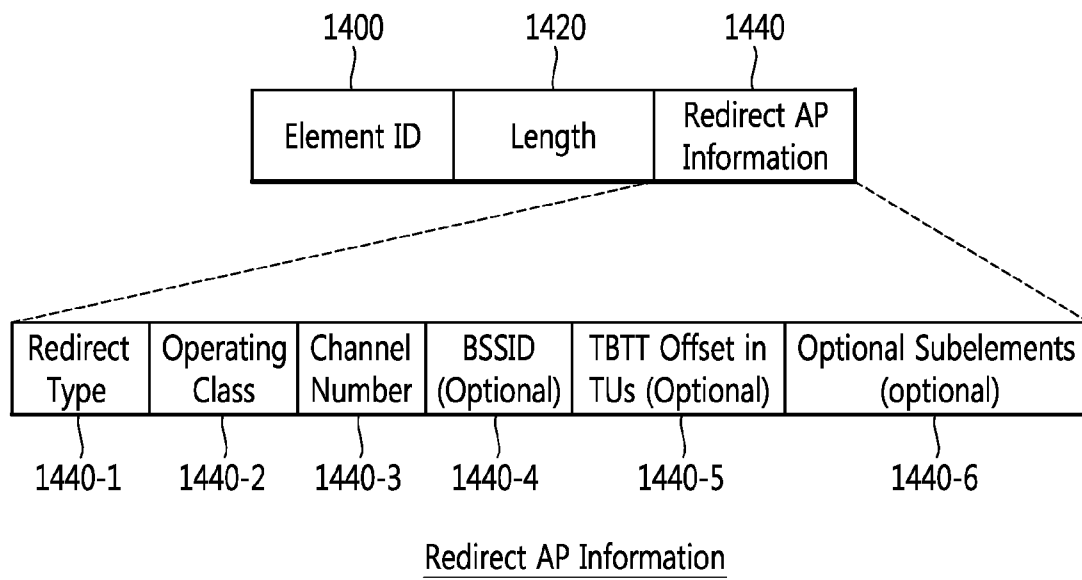 1400 1420 1440
Element ID Length Redirect AP Information
Redirect Type Operating Class Channel Number BSSID (Optional) TBTT Offset in TUs (Optional) Optional Subelements (optional)
1440-1 1440-2 1440-3 1440-4 1440-5 1440-6
Redirect AP Information